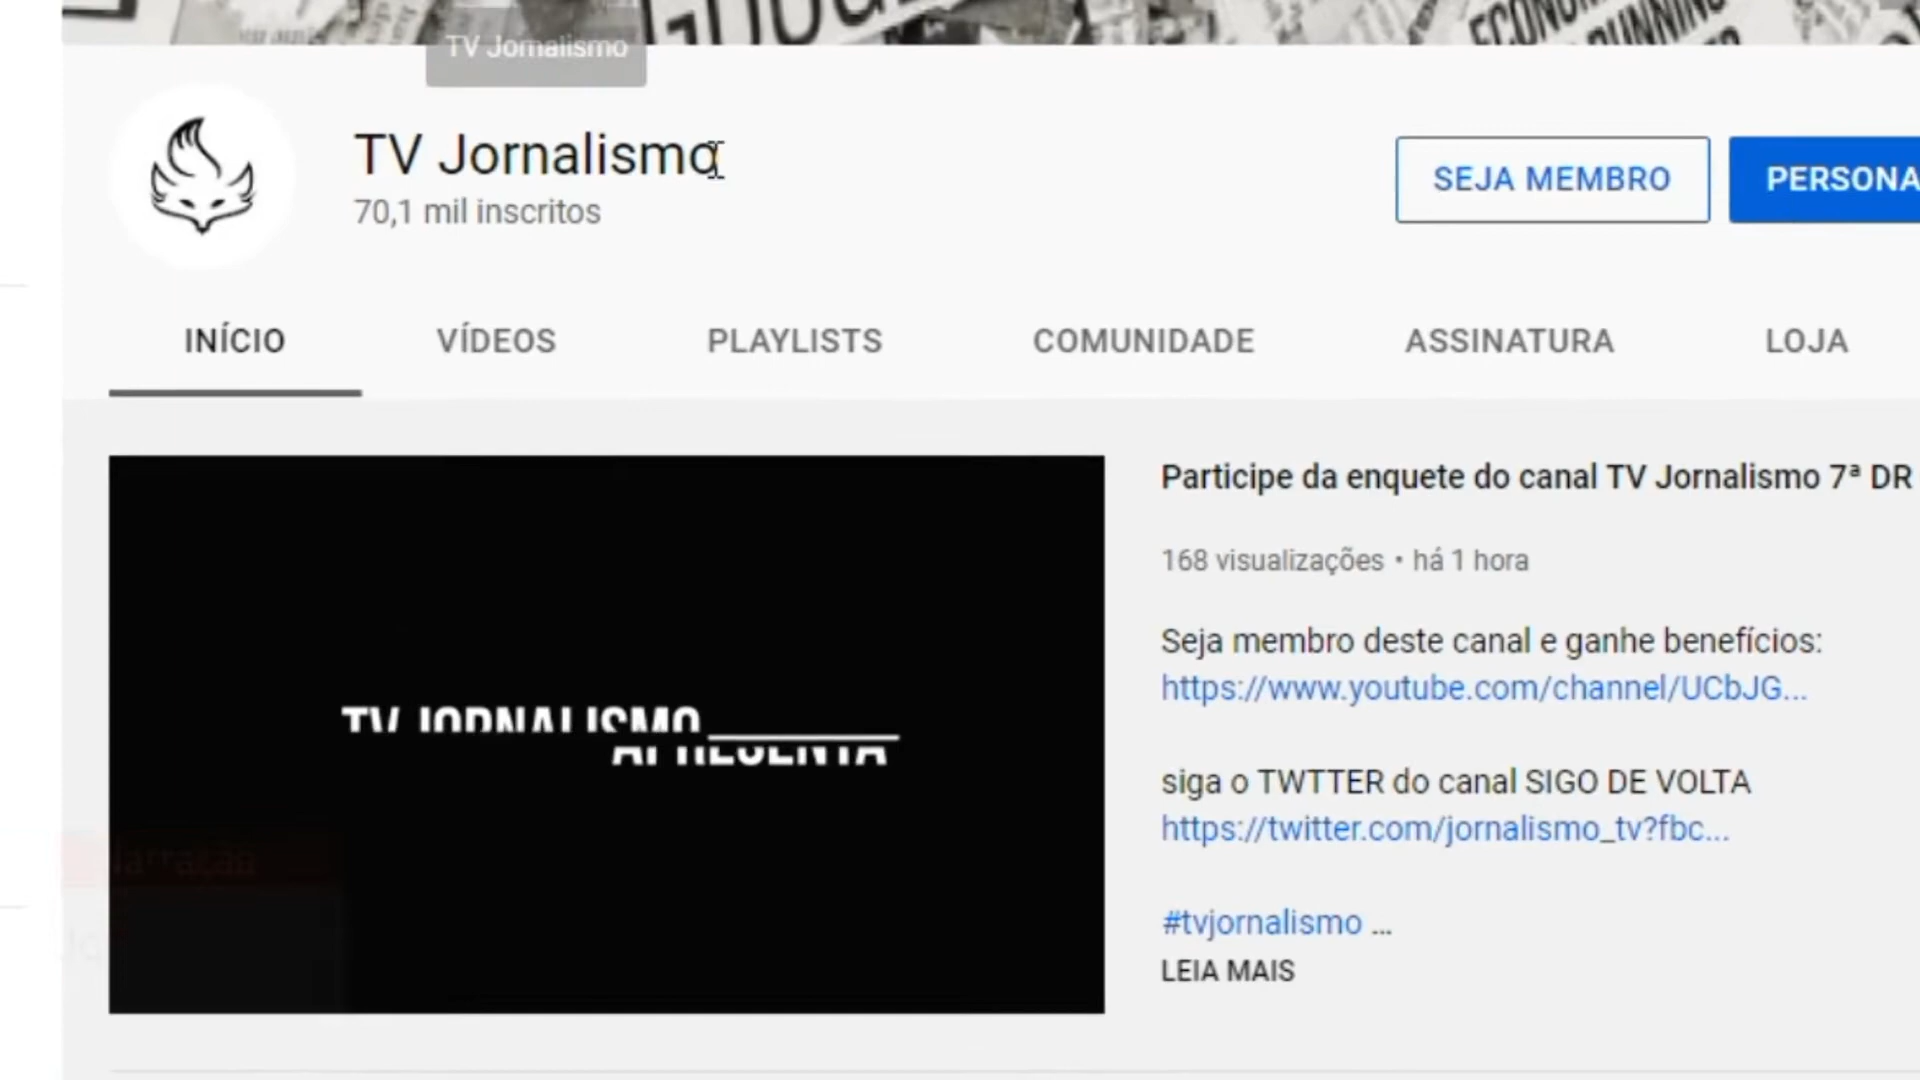 ECONOM
RUNNING
TV Jornalismo
TV Jornalismo
70,1 mil inscritos
SEJA MEMBRO
PERSONA
INÍCIO VÍDEOS PLAYLISTS COMUNIDADE ASSINATURA LOJA
TV JORNALISMO
APRESENTA
Participe da enquete do canal TV Jornalismo 7ª DR
168 visualizações • há 1 hora
Seja membro deste canal e ganhe benefícios:
https://www.youtube.com/channel/UCbJG...
siga o TWTTER do canal SIGO DE VOLTA
https://twitter.com/jornalismo_tv?fbc...
#tvjornalismo ...
LEIA MAIS